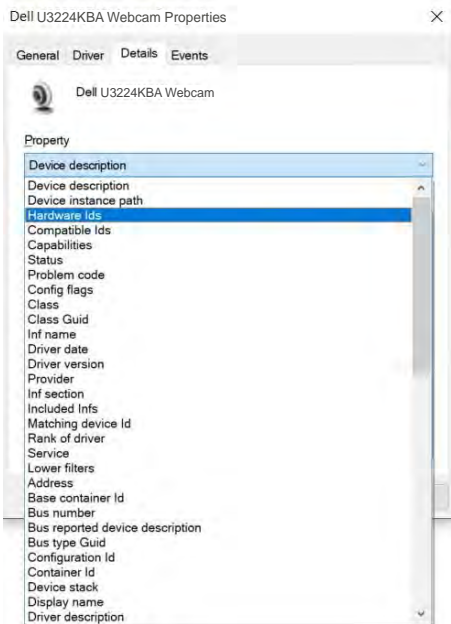 Dell U3224KBA Webcam Properties
General Driver Details Events
Dell U3224KBA Webcam
Property
Device description
Device description
Device instance path
Hardware Ids
Compatible Ids
Capabilities
Status
Problem code
Config flags
Class
Class Guid
Inf name
Driver date
Driver version
Provider
Inf section
Included Infs
Matching device Id
Rank of driver
Service
Lower filters
Address
Base container Id
Bus number
Bus reported device description
Bus type Guid
Configuration Id
Container Id
Device stack
Display name
Driver description